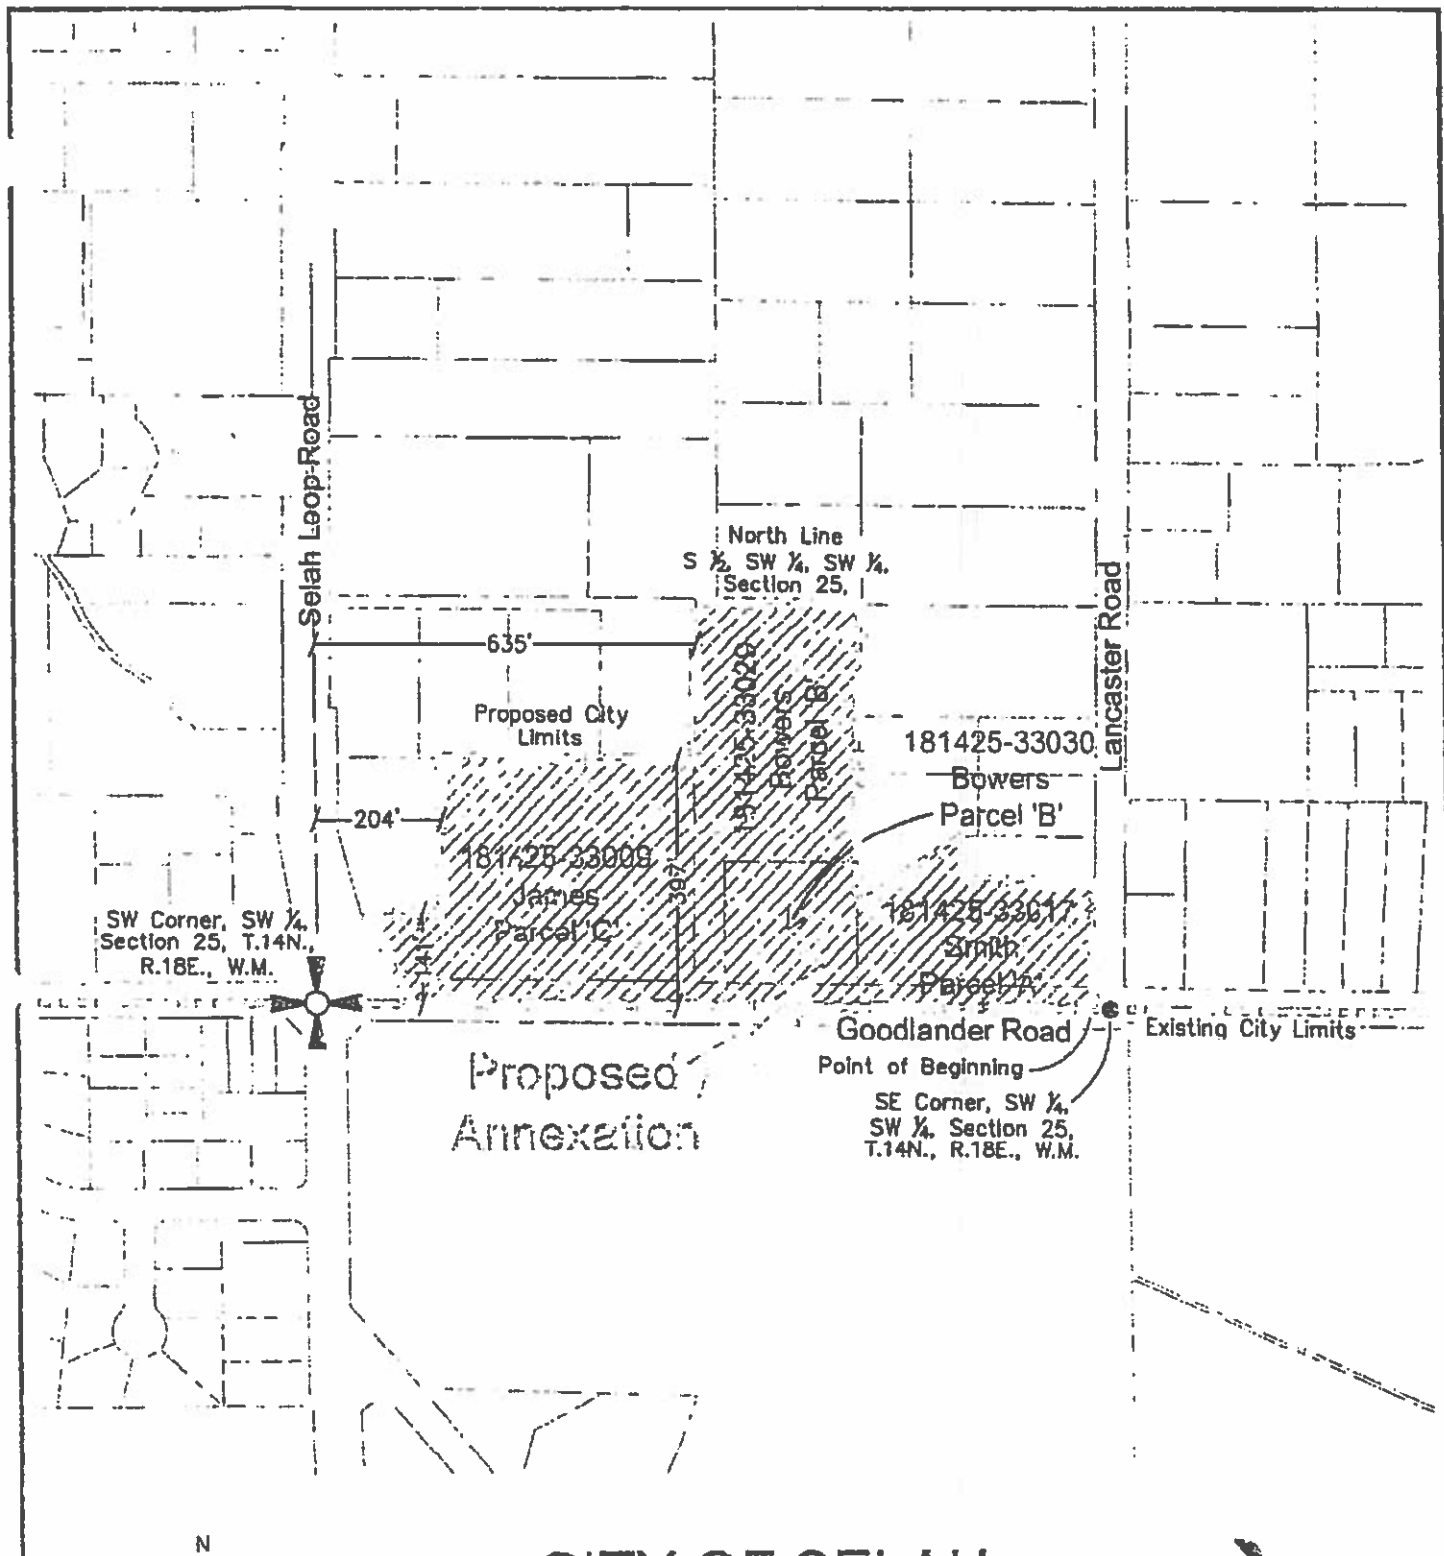 Selah Loop Road
North Line
S ½, SW ¼, SW ¼,
Section 25,
635'
Lancaster Road
Proposed City
Limits
181425-33029
Bowers
Parcel 'B'
181425-33030
Bowers
Parcel 'B'
204'
181425-33009
James
Parcel 'C'
397'
181425-33017
Smith
Parcel 'A'
141'
SW Corner, SW ¼,
Section 25, T.14N.,
R.18E., W.M.
Goodlander Road
Existing City Limits
Point of Beginning
Proposed
Annexation
SE Corner, SW ¼,
SW ¼, Section 25,
T.14N., R.18E., W.M.
N
CITY OF SELAH